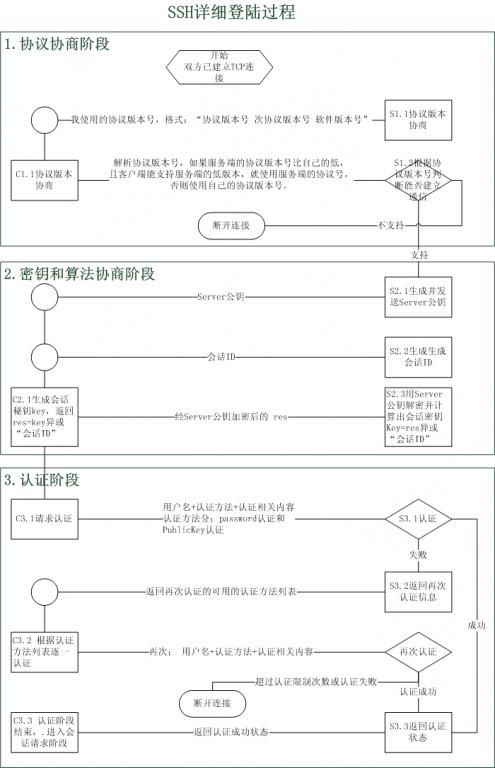 SSH详细登陆过程
1.协议协商阶段
开始
双方已建立TCP连
接
我使用的协议版本号，格式：“协议版本号 次协议版本号 软件版本号”
S1.1协议版本
协商
C1.1协议版本
协商
解析协议版本号，如果服务端的协议版本号比自己的低，
且客户端能支持服务端的低版本，就使用服务端的协议号，
否则使用自己的协议版本号。
S1.2根据协
议版本号判
断能否建立
通信
断开连接
不支持
支持
2.密钥和算法协商阶段
Server公钥
S2.1生成并发
送Server公钥
会话ID
S2.2生成生成
会话ID
C2.1生成会话
秘钥key，返回
res=key异或
“会话ID”
经Server公钥加密后的 res
S2.3用Server
公钥解密并计
算出会话密钥
Key=res异或
“会话ID”
3.认证阶段
C3.1请求认证
用户名+认证方法+认证相关内容
认证方法分：password认证和
PublicKey认证
S3.1认证
失败
返回再次认证的可用的认证方法列表
S3.2返回再次
认证信息
成功
C3.2 根据认证
方法列表逐一
认证
再次： 用户名+认证方法+认证相关内容
再次认证
超过认证限制次数或认证失败
断开连接
认证成功
C3.3 认证阶段
结束，.进入会
话请求阶段
返回认证成功状态
S3.3返回认证
状态